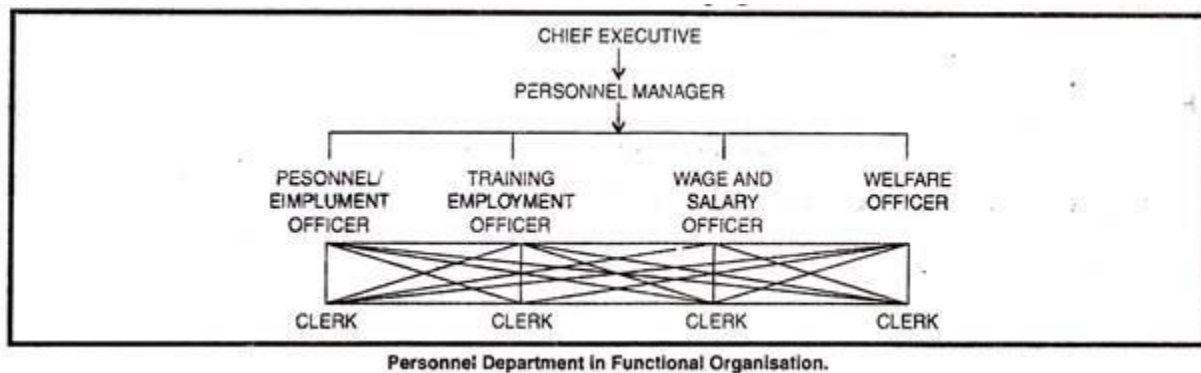 CHIEF EXECUTIVE
PERSONNEL MANAGER
PESONNEL/
EIMPLUMENT
OFFICER
TRAINING
EMPLOYMENT
OFFICER
WAGE AND
SALARY
OFFICER
WELFARE
OFFICER
CLERK CLERK CLERK CLERK
Personnel Department in Functional Organisation.